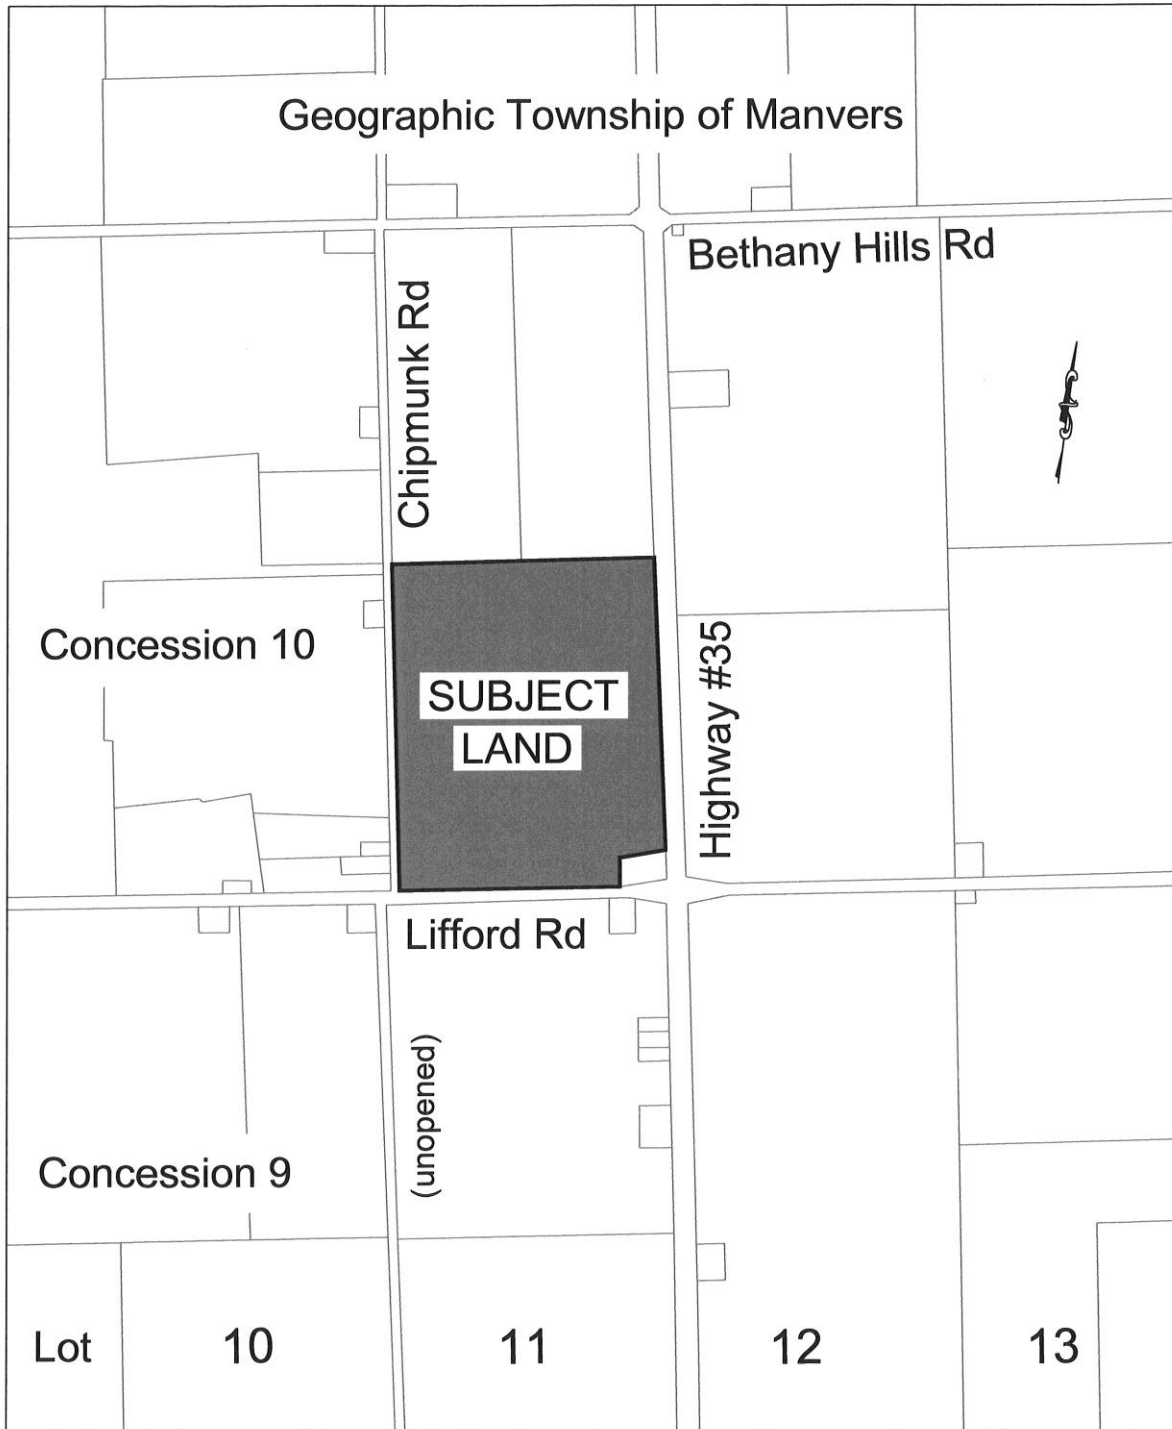 Geographic Township of Manvers
Bethany Hills Rd
Chipmunk Rd
Concession 10
SUBJECT
LAND
Highway #35
Lifford Rd
(unopened)
Concession 9
Lot 10 11 12 13